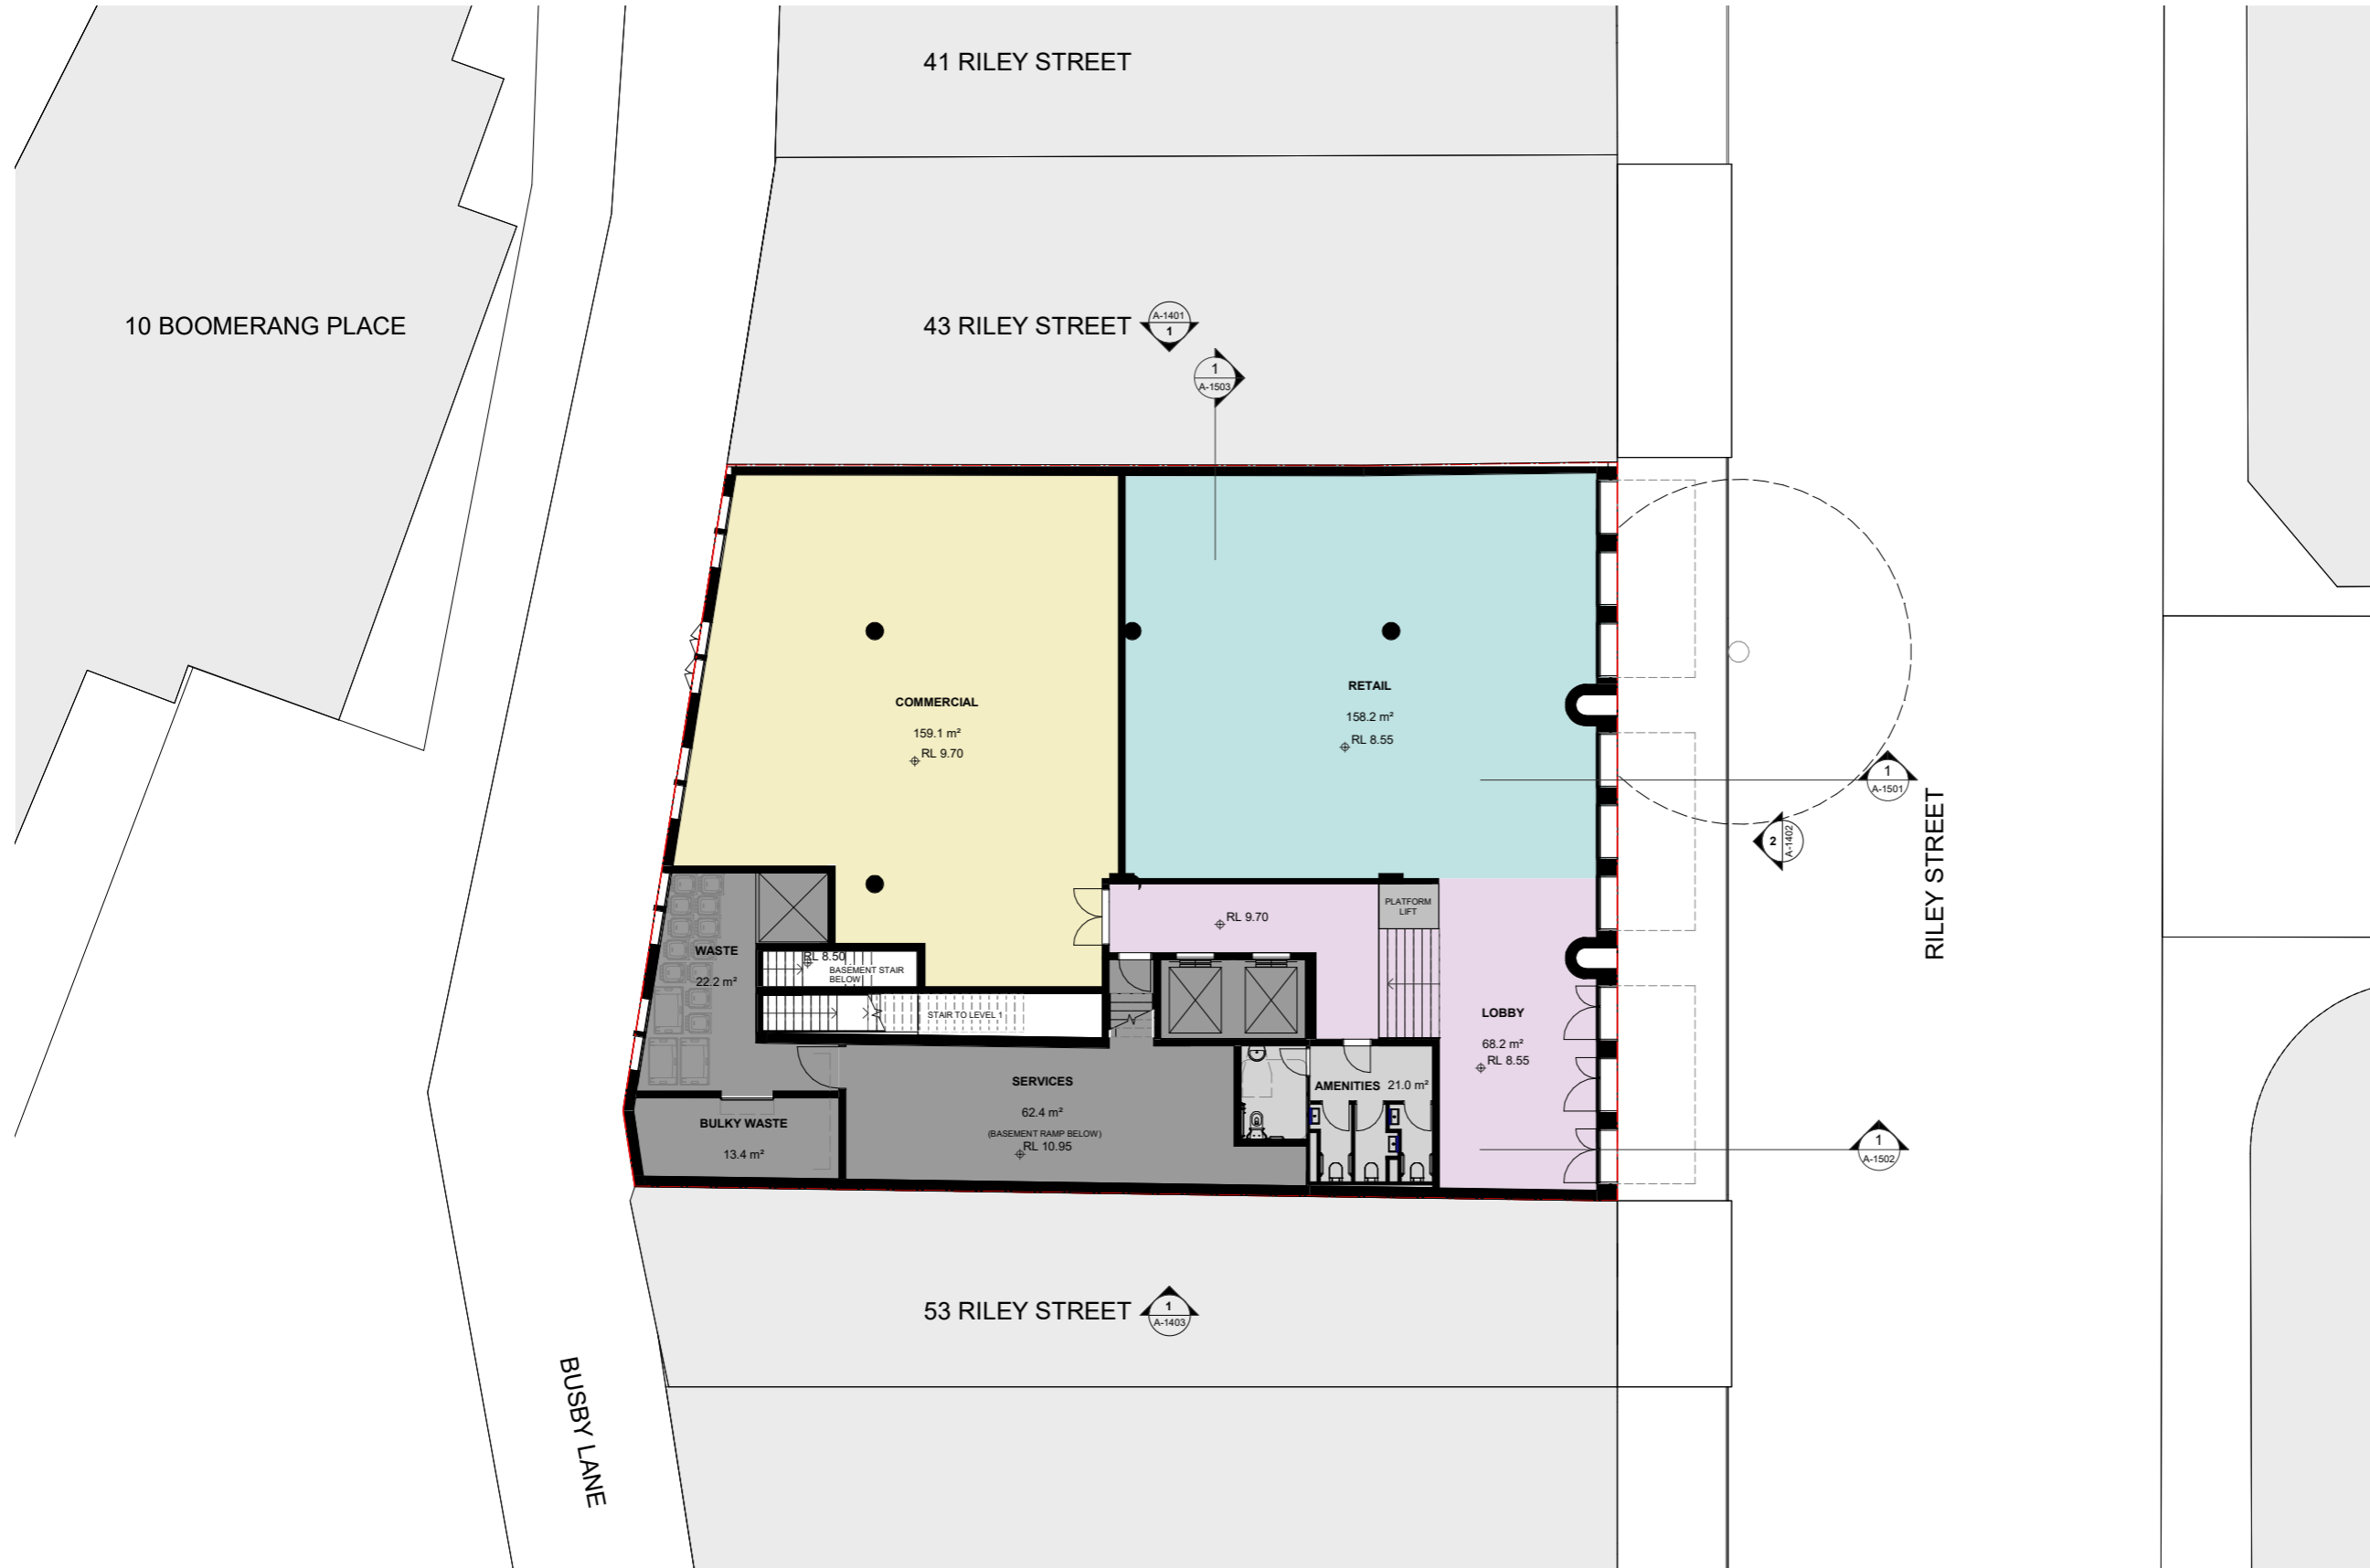 41 RILEY STREET
10 BOOMERANG PLACE
43 RILEY STREET
A-1401
1
1
A-1503
COMMERCIAL
159.1 m²
RL 9.70
RETAIL
158.2 m²
RL 8.55
1
A-1501
2
A-1402
RILEY STREET
PLATFORM
LIFT
RL 9.70
WASTE
22.2 m²
RL 8.50
BASEMENT STAIR
BELOW
STAIR TO LEVEL 1
LOBBY
68.2 m²
RL 8.55
SERVICES
62.4 m²
(BASEMENT RAMP BELOW)
RL 10.95
AMENITIES 21.0 m²
BULKY WASTE
13.4 m²
1
A-1502
53 RILEY STREET
1
A-1403
BUSBY LANE